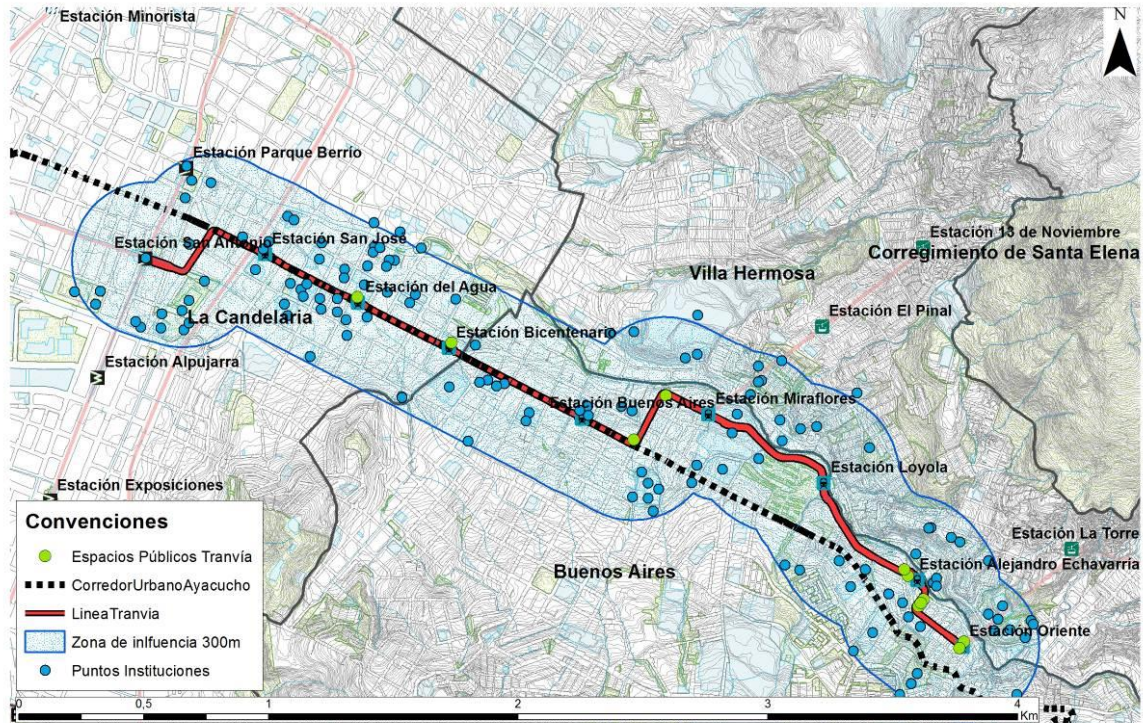 Estación Minorista
N
Estación Parque Berrío
Estación San Antonio
Estación San José
Estación 13 de Noviembre
Corregimiento de Santa Elena
Villa Hermosa
Estación del Agua
La Candelaria
Estación El Pinal
Estación Bicentenario
Estación Alpujarra
Estación Buenos Aires
Estación Miraflores
Estación Loyola
Estación Exposiciones
Estación La Torre
Estación Alejandro Echavarría
Buenos Aires
Estación Oriente
Convenciones
Espacios Públicos Tranvía
CorredorUrbanoAyacucho
LineaTranvia
Zona de inlfuencia 300m
Puntos Instituciones
0 0,5 1 2 3 4
Km